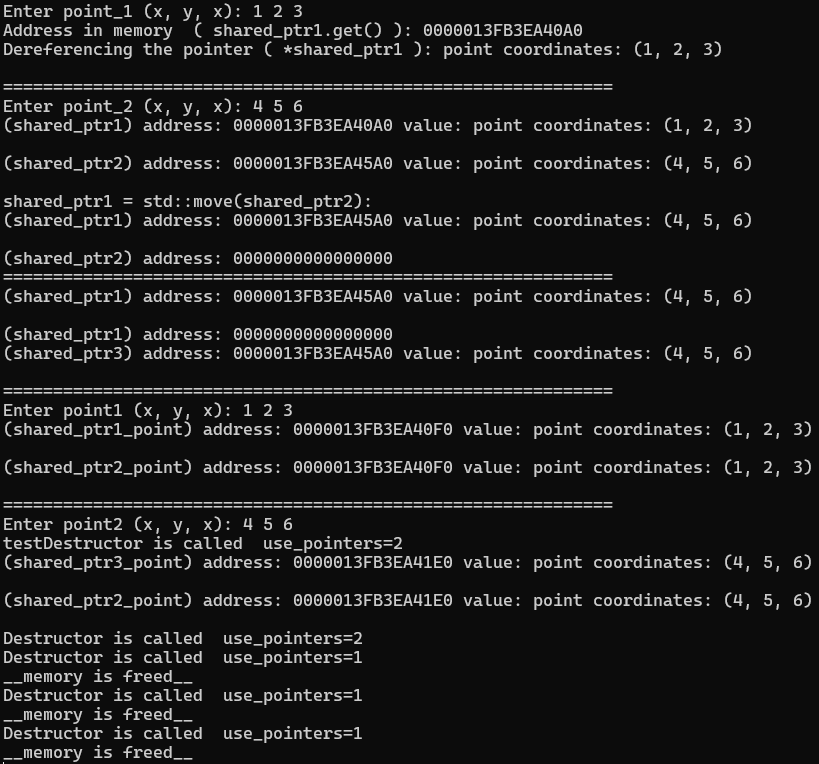 Enter point_1 (x, y, x): 1 2 3
Address in memory  ( shared_ptr1.get() ): 0000013FB3EA40A0
Dereferencing the pointer ( *shared_ptr1 ): point coordinates: (1, 2, 3)
=============================================================
Enter point_2 (x, y, x): 4 5 6
(shared_ptr1) address: 0000013FB3EA40A0 value: point coordinates: (1, 2, 3)
(shared_ptr2) address: 0000013FB3EA45A0 value: point coordinates: (4, 5, 6)
shared_ptr1 = std::move(shared_ptr2):
(shared_ptr1) address: 0000013FB3EA45A0 value: point coordinates: (4, 5, 6)
(shared_ptr2) address: 0000000000000000
=============================================================
(shared_ptr1) address: 0000013FB3EA45A0 value: point coordinates: (4, 5, 6)
(shared_ptr1) address: 0000000000000000
(shared_ptr3) address: 0000013FB3EA45A0 value: point coordinates: (4, 5, 6)
=============================================================
Enter point1 (x, y, x): 1 2 3
(shared_ptr1_point) address: 0000013FB3EA40F0 value: point coordinates: (1, 2, 3)
(shared_ptr2_point) address: 0000013FB3EA40F0 value: point coordinates: (1, 2, 3)
=============================================================
Enter point2 (x, y, x): 4 5 6
testDestructor is called  use_pointers=2
(shared_ptr3_point) address: 0000013FB3EA41E0 value: point coordinates: (4, 5, 6)
(shared_ptr2_point) address: 0000013FB3EA41E0 value: point coordinates: (4, 5, 6)
Destructor is called  use_pointers=2
Destructor is called  use_pointers=1
__memory is freed__
Destructor is called  use_pointers=1
__memory is freed__
Destructor is called  use_pointers=1
__memory is freed__